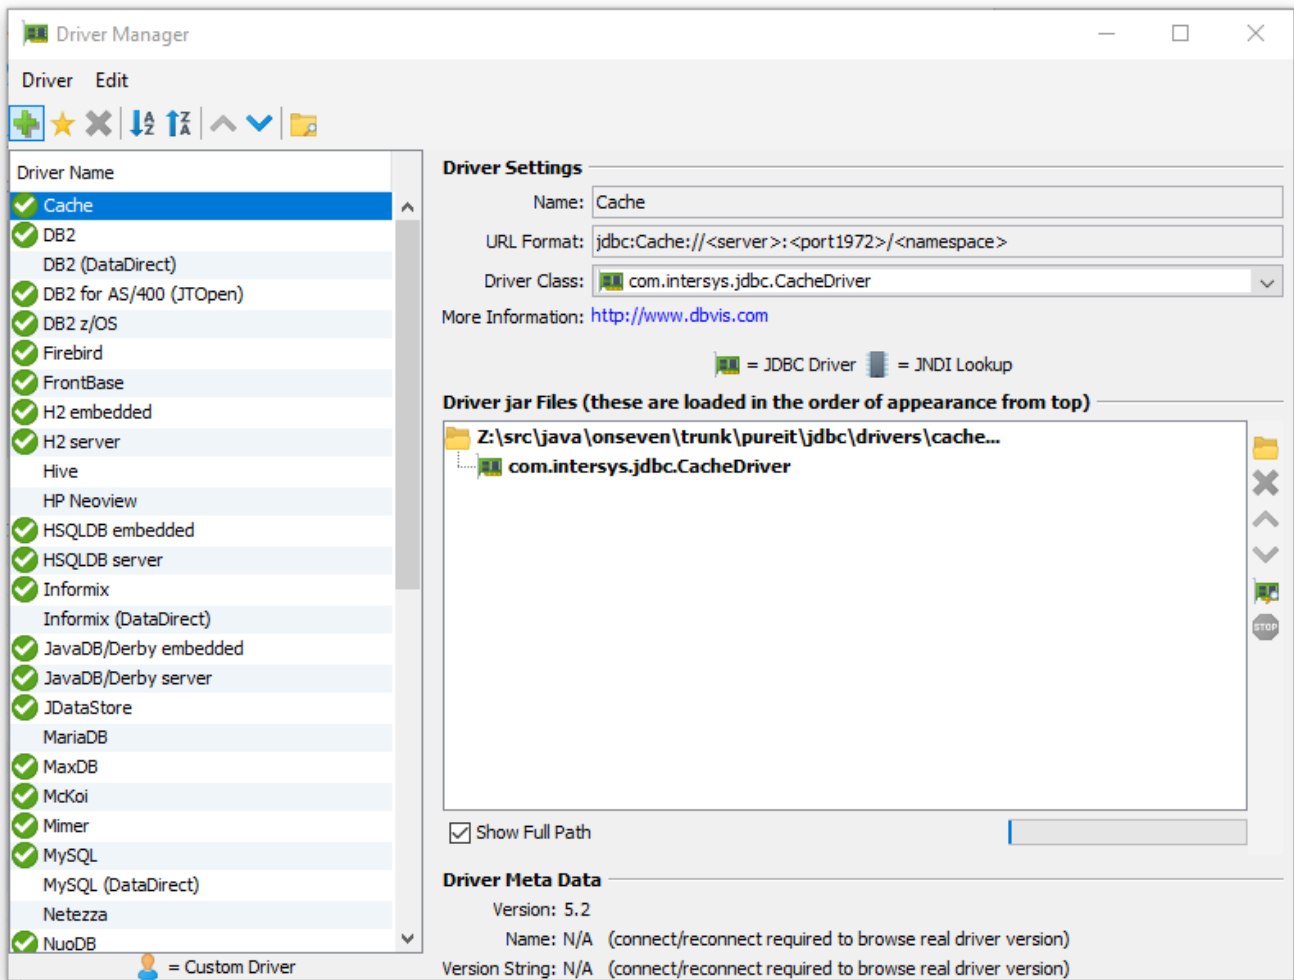 Driver Manager
Driver Edit
Driver Name
Cache
DB2
DB2 (DataDirect)
DB2 for AS/400 (JTOpen)
DB2 z/OS
Firebird
FrontBase
H2 embedded
H2 server
Hive
HP Neoview
HSQLDB embedded
HSQLDB server
Informix
Informix (DataDirect)
JavaDB/Derby embedded
JavaDB/Derby server
JDataStore
MariaDB
MaxDB
McKoi
Mimer
MySQL
MySQL (DataDirect)
Netezza
NuoDB
= Custom Driver
Driver Settings
Name: Cache
URL Format: jdbc:Cache://<server>:<port1972>/<namespace>
Driver Class: com.intersys.jdbc.CacheDriver
More Information: http://www.dbvis.com
= JDBC Driver = JNDI Lookup
Driver jar Files (these are loaded in the order of appearance from top)
Z:\src\java\onseven\trunk\pureit\jdbc\drivers\cache...
com.intersys.jdbc.CacheDriver
STOP
Show Full Path
Driver Meta Data
Version: 5.2
Name: N/A (connect/reconnect required to browse real driver version)
Version String: N/A (connect/reconnect required to browse real driver version)